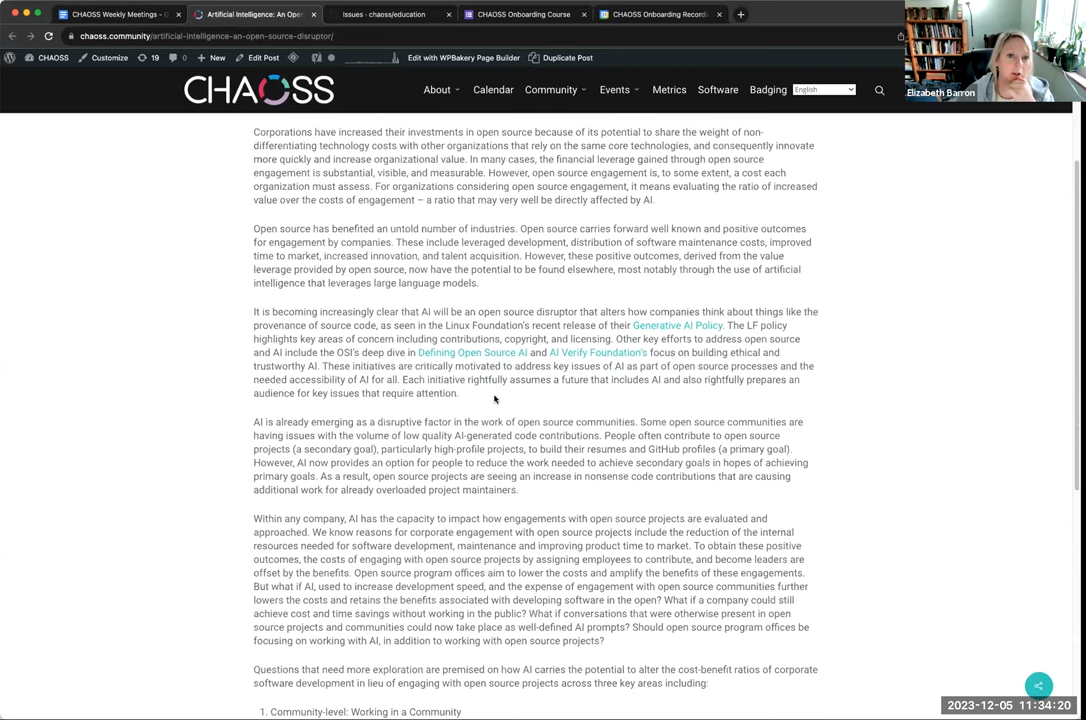 CHAOSS Weekly Meetings - G
Artificial Intelligence: An Open
Issues · chaoss/education
CHAOSS Onboarding Course
CHAOSS Onboarding Recordi
chaoss.community/artificial-intelligence-an-open-source-disruptor/
CHAOSS
Customize
19
0
New
Edit Post
Edit with WPBakery Page Builder
Duplicate Post
Elizabeth Barron
CHAOSS
About
Calendar
Community
Events
Metrics
Software
Badging
English
Corporations have increased their investments in open source because of its potential to share the weight of non-
differentiating technology costs with other organizations that rely on the same core technologies, and consequently innovate
more quickly and increase organizational value. In many cases, the financial leverage gained through open source
engagement is substantial, visible, and measurable. However, open source engagement is, to some extent, a cost each
organization must assess. For organizations considering open source engagement, it means evaluating the ratio of increased
value over the costs of engagement – a ratio that may very well be directly affected by AI.
Open source has benefited an untold number of industries. Open source carries forward well known and positive outcomes
for engagement by companies. These include leveraged development, distribution of software maintenance costs, improved
time to market, increased innovation, and talent acquisition. However, these positive outcomes, derived from the value
leverage provided by open source, now have the potential to be found elsewhere, most notably through the use of artificial
intelligence that leverages large language models.
It is becoming increasingly clear that AI will be an open source disruptor that alters how companies think about things like the
provenance of source code, as seen in the Linux Foundation's recent release of their Generative AI Policy. The LF policy
highlights key areas of concern including contributions, copyright, and licensing. Other key efforts to address open source
and AI include the OSI's deep dive in Defining Open Source AI and AI Verify Foundation's focus on building ethical and
trustworthy AI. These initiatives are critically motivated to address key issues of AI as part of open source processes and the
needed accessibility of AI for all. Each initiative rightfully assumes a future that includes AI and also rightfully prepares an
audience for key issues that require attention.
AI is already emerging as a disruptive factor in the work of open source communities. Some open source communities are
having issues with the volume of low quality AI-generated code contributions. People often contribute to open source
projects (a secondary goal), particularly high-profile projects, to build their resumes and GitHub profiles (a primary goal).
However, AI now provides an option for people to reduce the work needed to achieve secondary goals in hopes of achieving
primary goals. As a result, open source projects are seeing an increase in nonsense code contributions that are causing
additional work for already overloaded project maintainers.
Within any company, AI has the capacity to impact how engagements with open source projects are evaluated and
approached. We know reasons for corporate engagement with open source projects include the reduction of the internal
resources needed for software development, maintenance and improving product time to market. To obtain these positive
outcomes, the costs of engaging with open source projects by assigning employees to contribute, and become leaders are
offset by the benefits. Open source program offices aim to lower the costs and amplify the benefits of these engagements.
But what if AI, used to increase development speed, and the expense of engagement with open source communities further
lowers the costs and retains the benefits associated with developing software in the open? What if a company could still
achieve cost and time savings without working in the public? What if conversations that were otherwise present in open
source projects and communities could now take place as well-defined AI prompts? Should open source program offices be
focusing on working with AI, in addition to working with open source projects?
Questions that need more exploration are premised on how AI carries the potential to alter the cost-benefit ratios of corporate
software development in lieu of engaging with open source projects across three key areas including:
1. Community-level: Working in a Community
2023-12-05 11:34:20